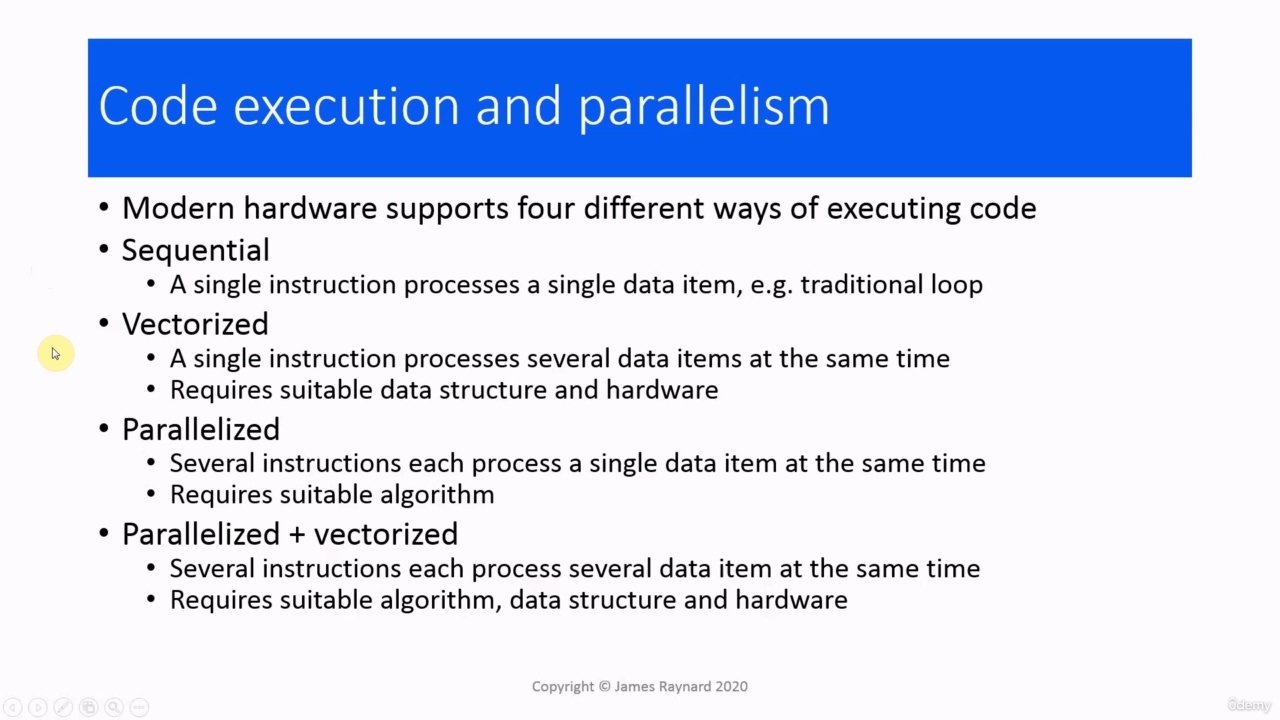 Code execution and parallelism
• Modern hardware supports four different ways of executing code
• Sequential
• A single instruction processes a single data item, e.g. traditional loop
• Vectorized
• A single instruction processes several data items at the same time
• Requires suitable data structure and hardware
• Parallelized
• Several instructions each process a single data item at the same time
• Requires suitable algorithm
• Parallelized + vectorized
• Several instructions each process several data item at the same time
• Requires suitable algorithm, data structure and hardware
Copyright © James Raynard 2020
ûdemy